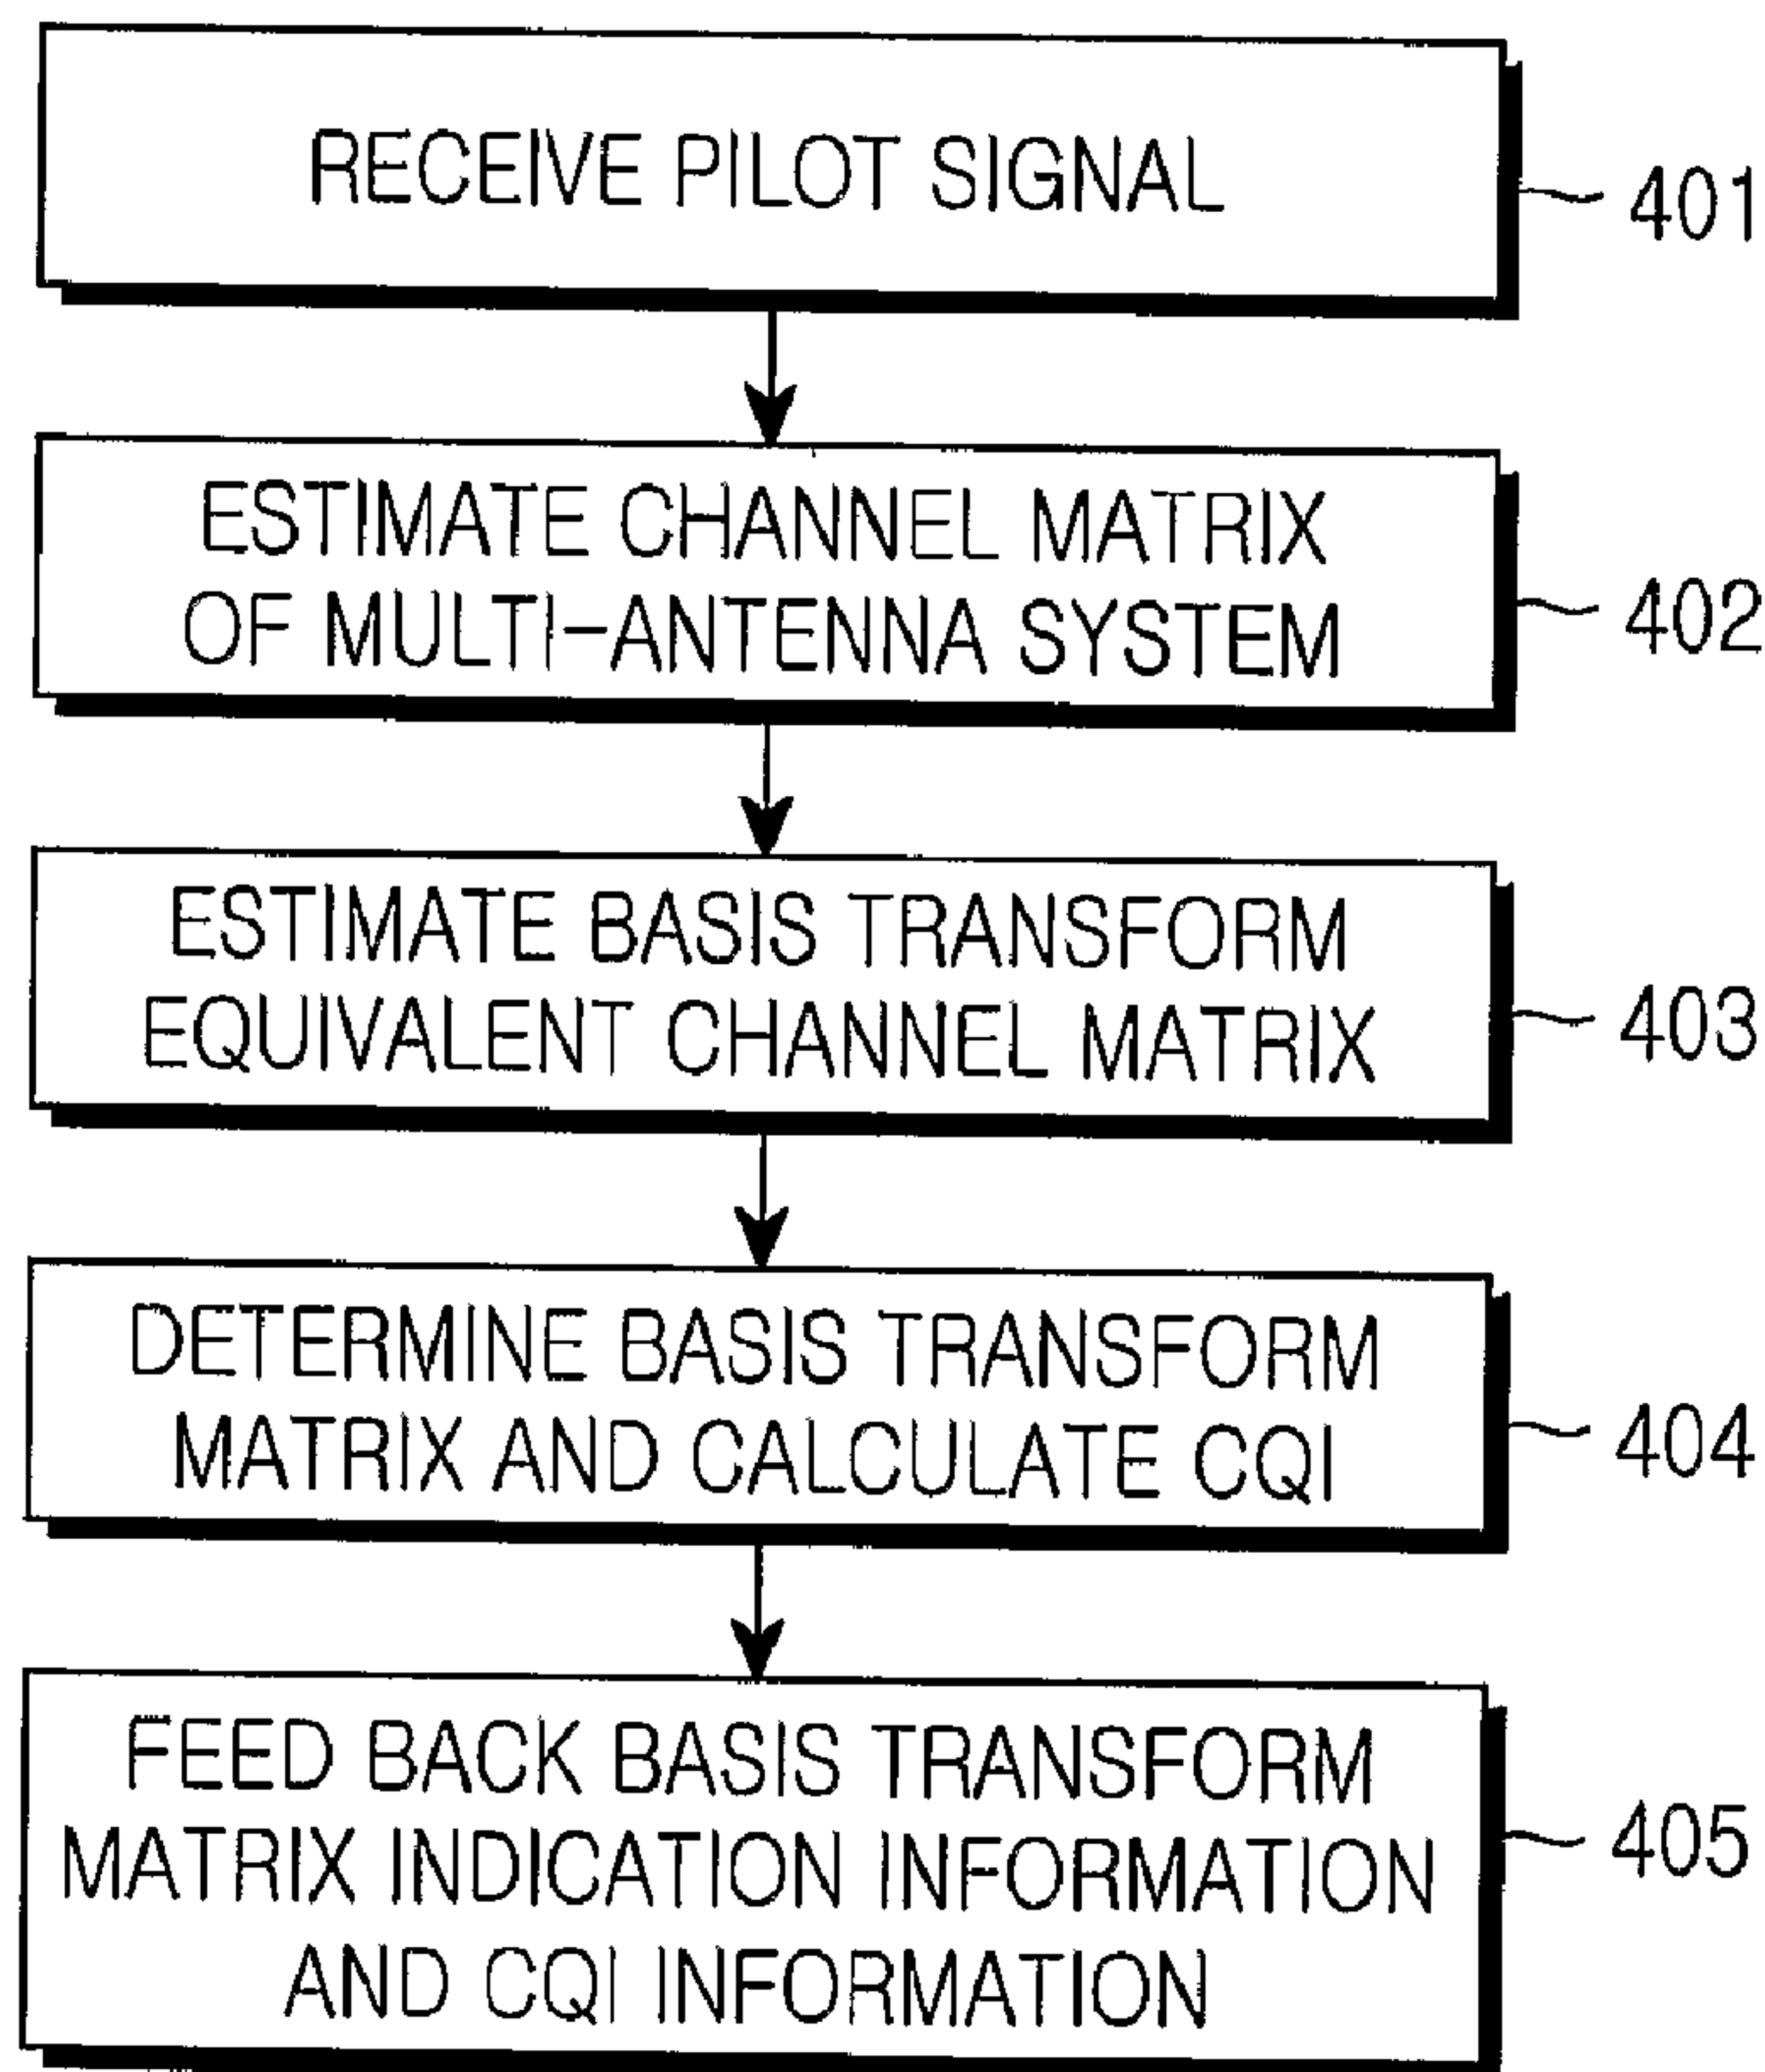 RECEIVE PILOT SIGNAL
401
ESTIMATE CHANNEL MATRIX
OF MULTI-ANTENNA SYSTEM
402
ESTIMATE BASIS TRANSFORM
EQUIVALENT CHANNEL MATRIX
403
DETERMINE BASIS TRANSFORM
MATRIX AND CALCULATE CQI
404
FEED BACK BASIS TRANSFORM
MATRIX INDICATION INFORMATION
AND CQI INFORMATION
405